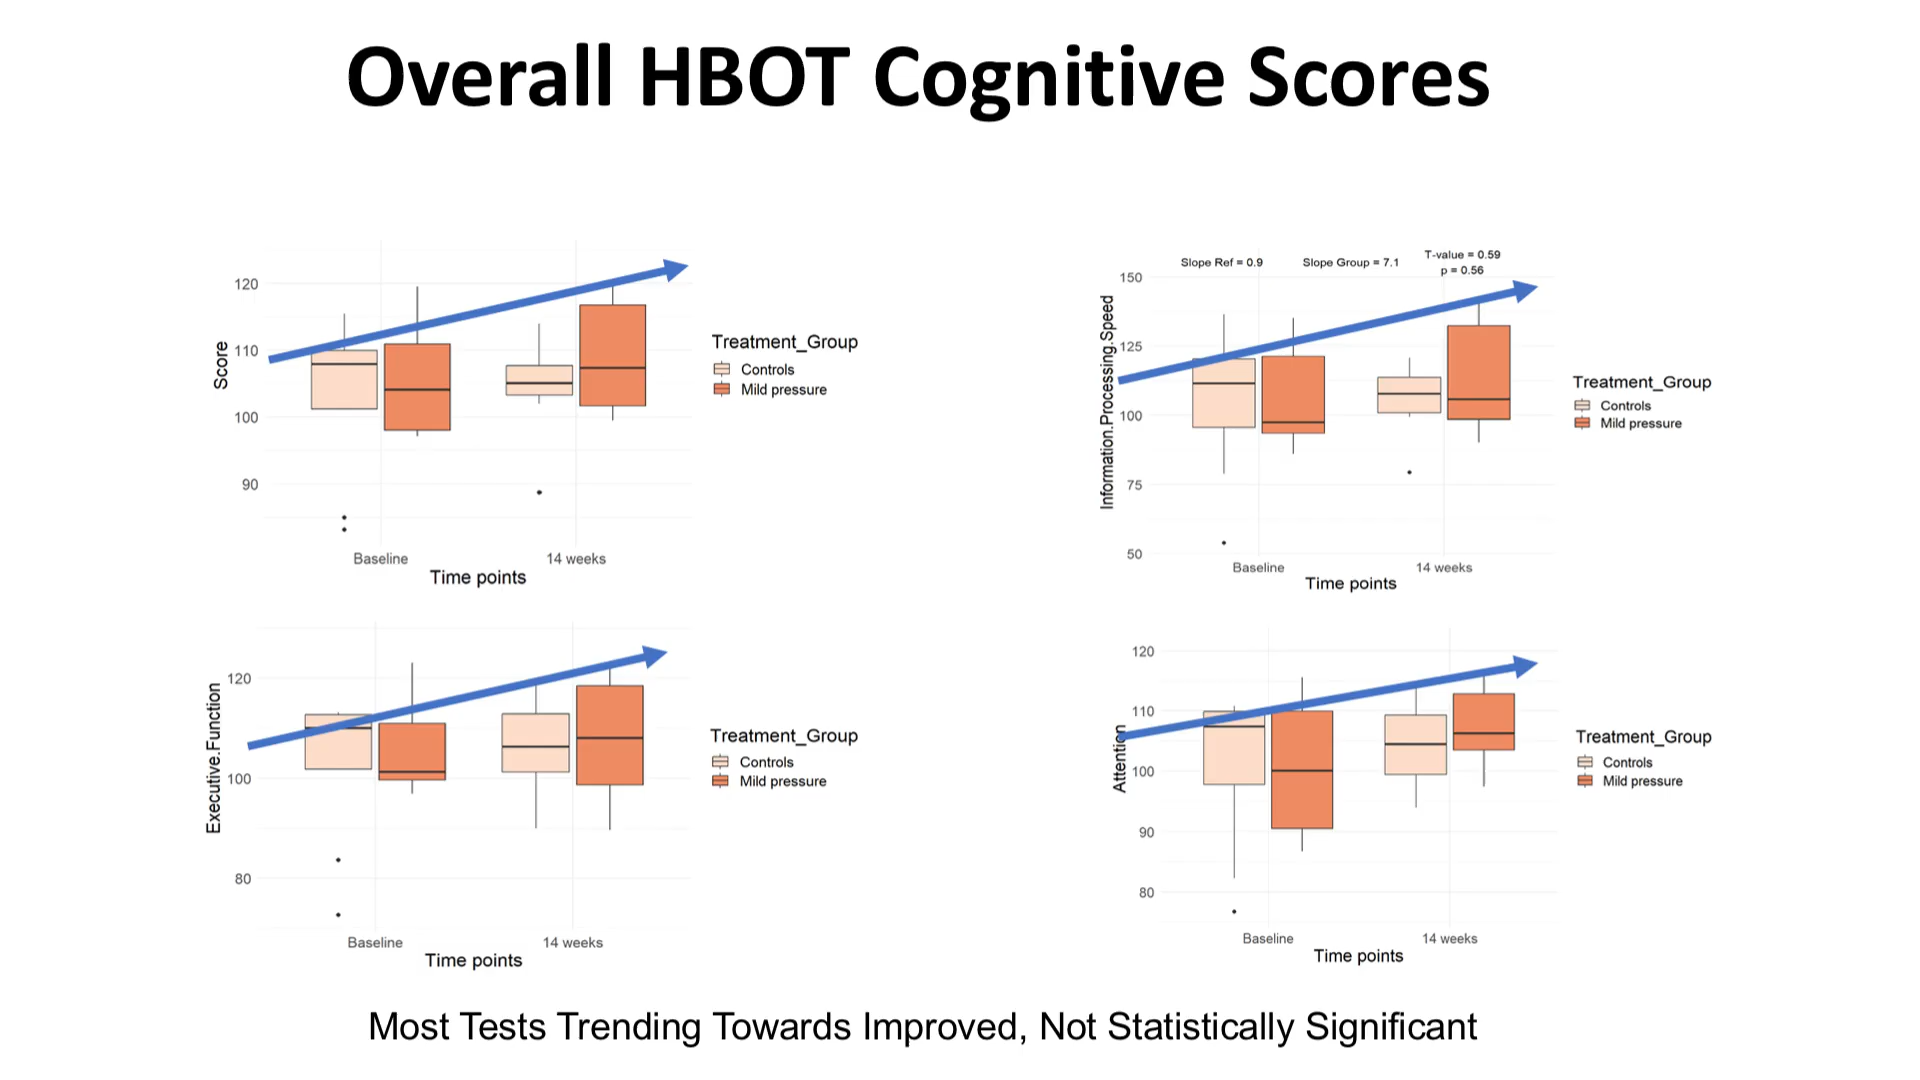 Overall HBOT Cognitive Scores
Score
120
110
100
90
Baseline
14 weeks
Time points
Treatment_Group
Controls
Mild pressure
Slope Ref = 0.9
Slope Group = 7.1
T-value = 0.59
p = 0.56
Information.Processing.Speed
150
125
100
75
50
Baseline
14 weeks
Time points
Treatment_Group
Controls
Mild pressure
Executive.Function
120
100
80
Baseline
14 weeks
Time points
Treatment_Group
Controls
Mild pressure
Attention
120
110
100
90
80
Baseline
14 weeks
Time points
Treatment_Group
Controls
Mild pressure
Most Tests Trending Towards Improved, Not Statistically Significant